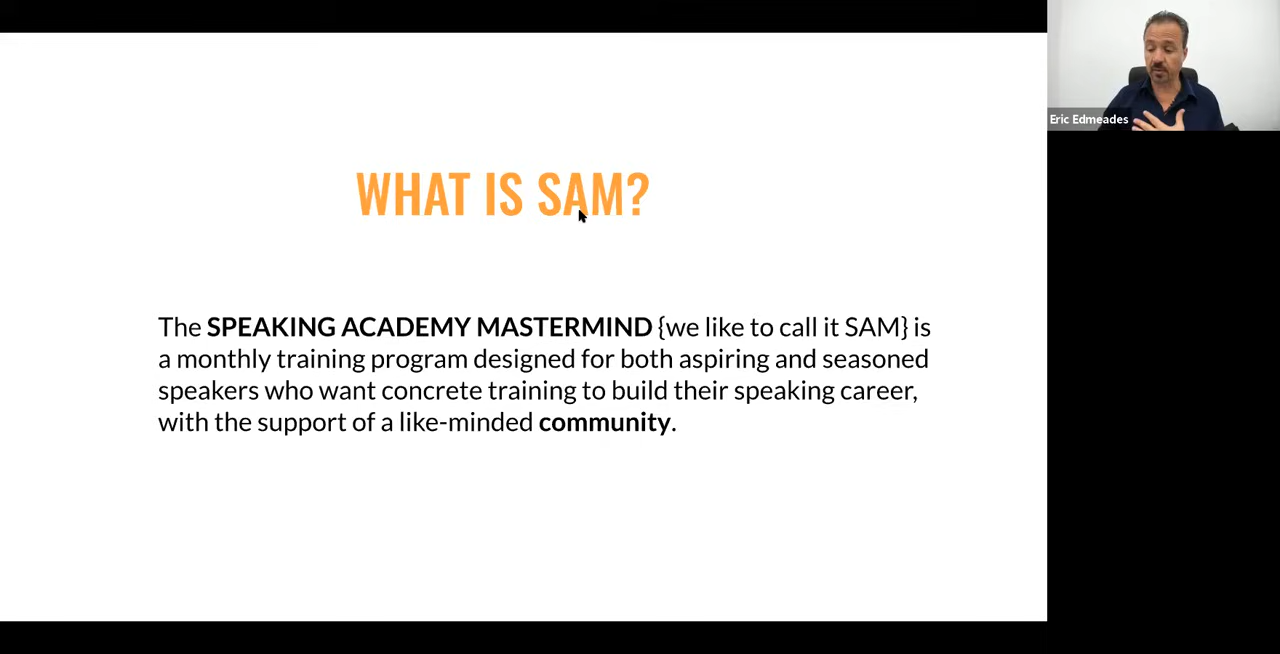 WHAT IS SAM?
The SPEAKING ACADEMY MASTERMIND {we like to call it SAM} is
a monthly training program designed for both aspiring and seasoned
speakers who want concrete training to build their speaking career,
with the support of a like-minded community.
Eric Edmeades